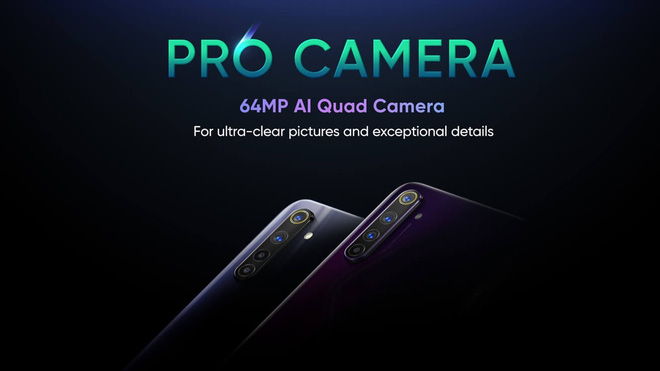 PRO CAMERA
64MP AI Quad Camera
For ultra-clear pictures and exceptional details